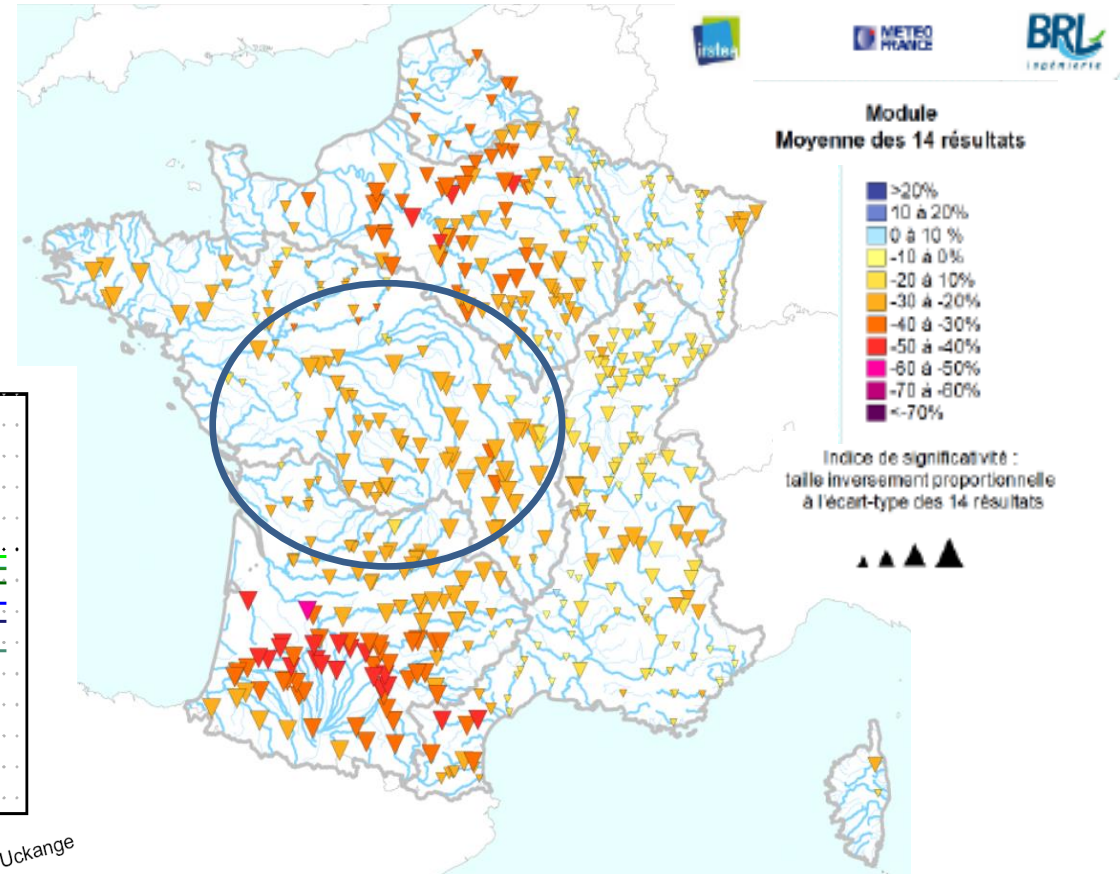 irstea
METEO
FRANCE
BRL
Ingénierie
Module
Moyenne des 14 résultats
>20%
10 à 20%
0 à 10 %
-10 à 0%
-20 à 10%
-30 à -20%
-40 à -30%
-50 à -40%
-60 à -50%
-70 à -60%
<-70%
Indice de significativité :
taille inversement proportionnelle
à l'écart-type des 14 résultats
Uckange